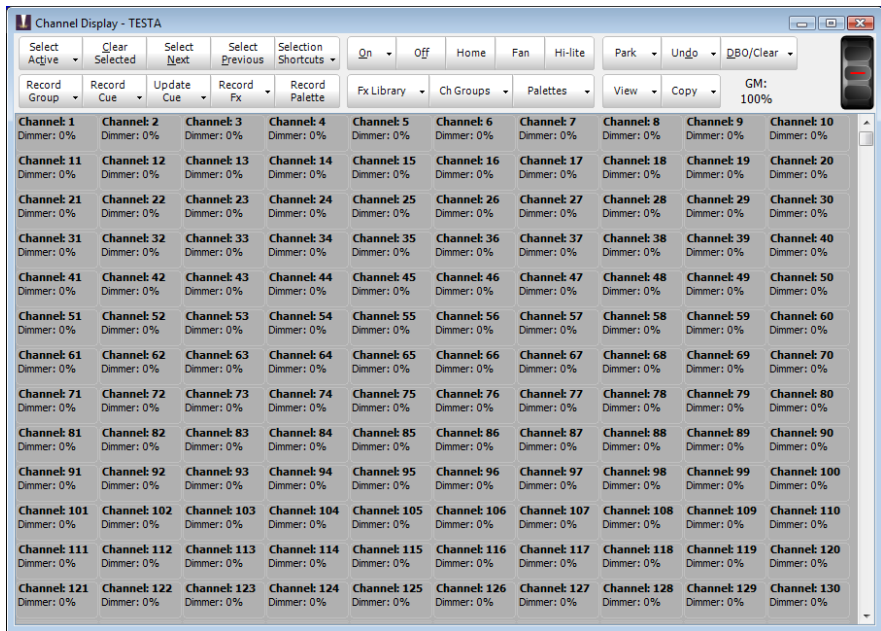 Channel Display - TESTA
Select Clear Select Select Selection On Off Home Fan Hi-lite Park Undo DBO/Clear
Active Selected Next Previous Shortcuts
Record Record Update Record Record Fx Library Ch Groups Palettes View Copy GM:
Group Cue Cue Fx Palette 100%
Channel: 1 Channel: 2 Channel: 3 Channel: 4 Channel: 5 Channel: 6 Channel: 7 Channel: 8 Channel: 9 Channel: 10
Dimmer: 0% Dimmer: 0% Dimmer: 0% Dimmer: 0% Dimmer: 0% Dimmer: 0% Dimmer: 0% Dimmer: 0% Dimmer: 0% Dimmer: 0%
Channel: 11 Channel: 12 Channel: 13 Channel: 14 Channel: 15 Channel: 16 Channel: 17 Channel: 18 Channel: 19 Channel: 20
Dimmer: 0% Dimmer: 0% Dimmer: 0% Dimmer: 0% Dimmer: 0% Dimmer: 0% Dimmer: 0% Dimmer: 0% Dimmer: 0% Dimmer: 0%
Channel: 21 Channel: 22 Channel: 23 Channel: 24 Channel: 25 Channel: 26 Channel: 27 Channel: 28 Channel: 29 Channel: 30
Dimmer: 0% Dimmer: 0% Dimmer: 0% Dimmer: 0% Dimmer: 0% Dimmer: 0% Dimmer: 0% Dimmer: 0% Dimmer: 0% Dimmer: 0%
Channel: 31 Channel: 32 Channel: 33 Channel: 34 Channel: 35 Channel: 36 Channel: 37 Channel: 38 Channel: 39 Channel: 40
Dimmer: 0% Dimmer: 0% Dimmer: 0% Dimmer: 0% Dimmer: 0% Dimmer: 0% Dimmer: 0% Dimmer: 0% Dimmer: 0% Dimmer: 0%
Channel: 41 Channel: 42 Channel: 43 Channel: 44 Channel: 45 Channel: 46 Channel: 47 Channel: 48 Channel: 49 Channel: 50
Dimmer: 0% Dimmer: 0% Dimmer: 0% Dimmer: 0% Dimmer: 0% Dimmer: 0% Dimmer: 0% Dimmer: 0% Dimmer: 0% Dimmer: 0%
Channel: 51 Channel: 52 Channel: 53 Channel: 54 Channel: 55 Channel: 56 Channel: 57 Channel: 58 Channel: 59 Channel: 60
Dimmer: 0% Dimmer: 0% Dimmer: 0% Dimmer: 0% Dimmer: 0% Dimmer: 0% Dimmer: 0% Dimmer: 0% Dimmer: 0% Dimmer: 0%
Channel: 61 Channel: 62 Channel: 63 Channel: 64 Channel: 65 Channel: 66 Channel: 67 Channel: 68 Channel: 69 Channel: 70
Dimmer: 0% Dimmer: 0% Dimmer: 0% Dimmer: 0% Dimmer: 0% Dimmer: 0% Dimmer: 0% Dimmer: 0% Dimmer: 0% Dimmer: 0%
Channel: 71 Channel: 72 Channel: 73 Channel: 74 Channel: 75 Channel: 76 Channel: 77 Channel: 78 Channel: 79 Channel: 80
Dimmer: 0% Dimmer: 0% Dimmer: 0% Dimmer: 0% Dimmer: 0% Dimmer: 0% Dimmer: 0% Dimmer: 0% Dimmer: 0% Dimmer: 0%
Channel: 81 Channel: 82 Channel: 83 Channel: 84 Channel: 85 Channel: 86 Channel: 87 Channel: 88 Channel: 89 Channel: 90
Dimmer: 0% Dimmer: 0% Dimmer: 0% Dimmer: 0% Dimmer: 0% Dimmer: 0% Dimmer: 0% Dimmer: 0% Dimmer: 0% Dimmer: 0%
Channel: 91 Channel: 92 Channel: 93 Channel: 94 Channel: 95 Channel: 96 Channel: 97 Channel: 98 Channel: 99 Channel: 100
Dimmer: 0% Dimmer: 0% Dimmer: 0% Dimmer: 0% Dimmer: 0% Dimmer: 0% Dimmer: 0% Dimmer: 0% Dimmer: 0% Dimmer: 0%
Channel: 101 Channel: 102 Channel: 103 Channel: 104 Channel: 105 Channel: 106 Channel: 107 Channel: 108 Channel: 109 Channel: 110
Dimmer: 0% Dimmer: 0% Dimmer: 0% Dimmer: 0% Dimmer: 0% Dimmer: 0% Dimmer: 0% Dimmer: 0% Dimmer: 0% Dimmer: 0%
Channel: 111 Channel: 112 Channel: 113 Channel: 114 Channel: 115 Channel: 116 Channel: 117 Channel: 118 Channel: 119 Channel: 120
Dimmer: 0% Dimmer: 0% Dimmer: 0% Dimmer: 0% Dimmer: 0% Dimmer: 0% Dimmer: 0% Dimmer: 0% Dimmer: 0% Dimmer: 0%
Channel: 121 Channel: 122 Channel: 123 Channel: 124 Channel: 125 Channel: 126 Channel: 127 Channel: 128 Channel: 129 Channel: 130
Dimmer: 0% Dimmer: 0% Dimmer: 0% Dimmer: 0% Dimmer: 0% Dimmer: 0% Dimmer: 0% Dimmer: 0% Dimmer: 0% Dimmer: 0%